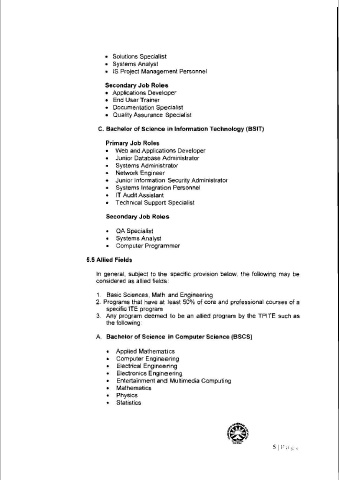 • Solutions Specialist
• Systems Analyst
• IS Project Management Personnel
Secondary Job Roles
• Applications Developer
• End User Trainer
• Documentation Specialist
• Quality Assurance Specialist
C. Bachelor of Science in Information Technology (BSIT)
Primary Job Roles
• Web and Applications Developer
• Junior Database Administrator
• Systems Administrator
• Network Engineer
• Junior Information Security Administrator
• Systems Integration Personnel
• IT Audit Assistant
• Technical Support Specialist
Secondary Job Roles
• QA Specialist
• Systems Analyst
• Computer Programmer
5.5 Allied Fields
In general, subject to the specific provision below, the following may be
considered as allied fields:
1. Basic Sciences, Math and Engineering
2. Programs that have at least 50% of core and professional courses of a
specific ITE program
3. Any program deemed to be an allied program by the TPITE such as
the following:
A. Bachelor of Science in Computer Science (BSCS)
• Applied Mathematics
• Computer Engineering
• Electrical Engineering
• Electronics Engineering
• Entertainment and Multimedia Computing
• Mathematics
• Physics
• Statistics
5 | Page